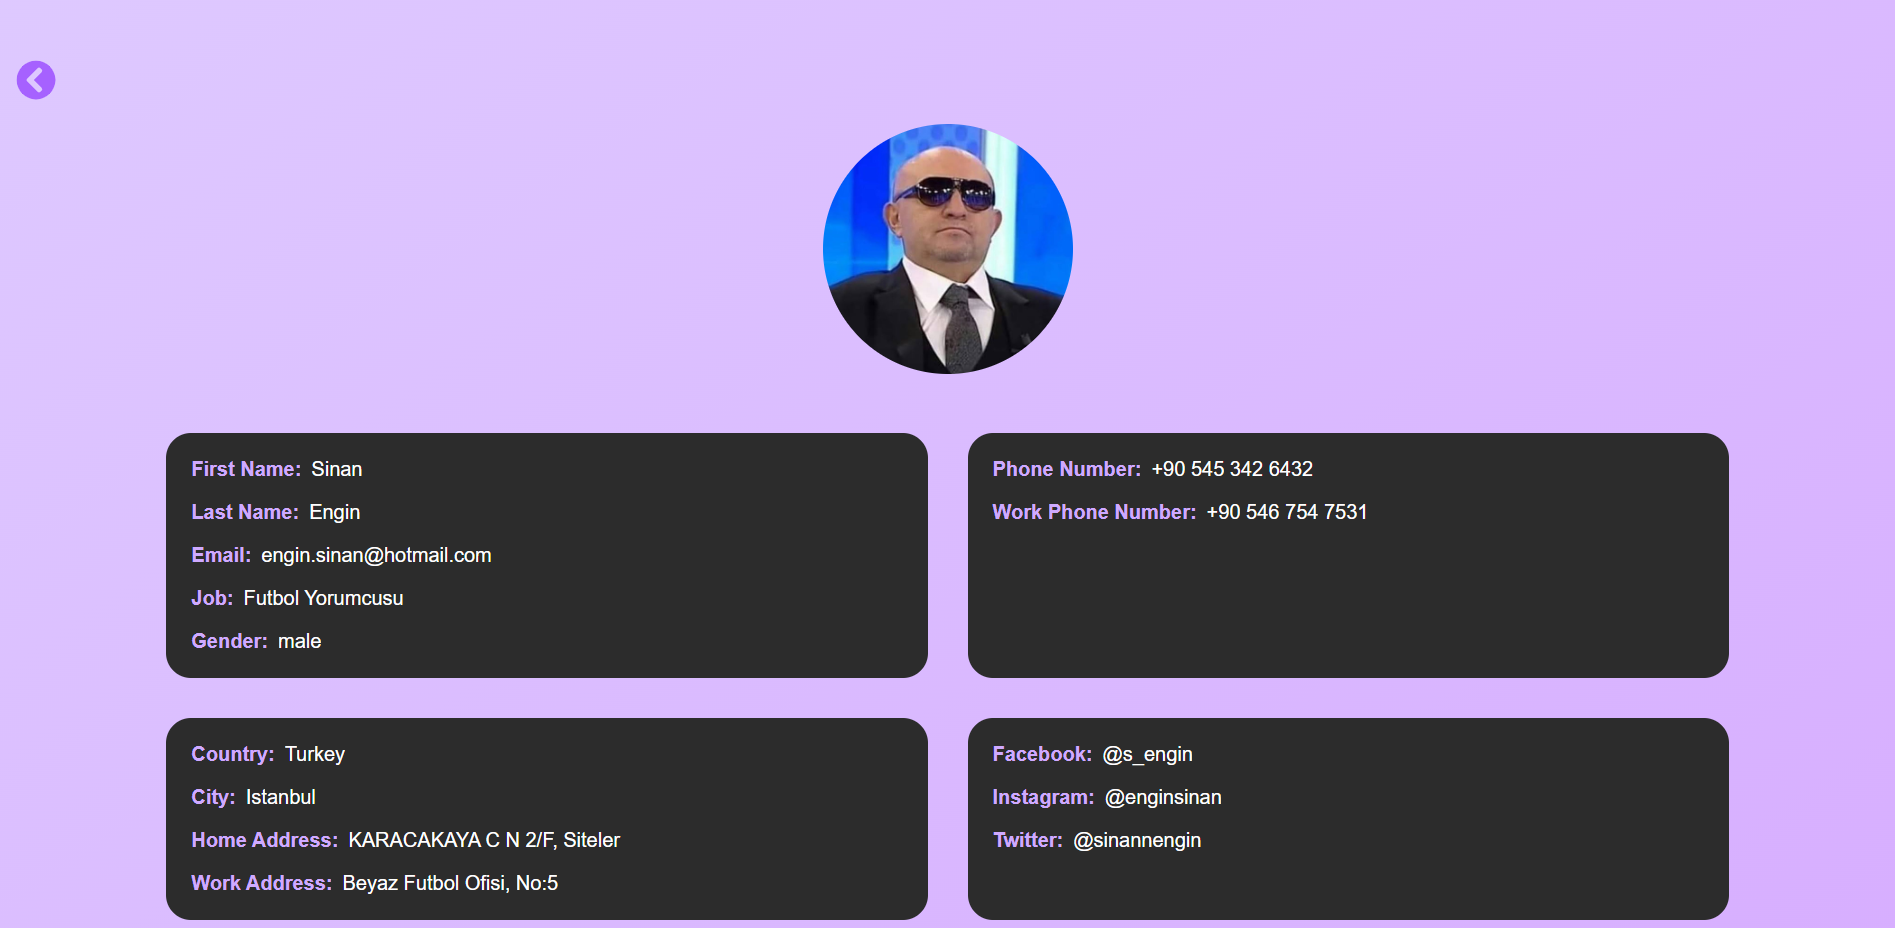 First Name: Sinan
Last Name: Engin
Email: engin.sinan@hotmail.com
Job: Futbol Yorumcusu
Gender: male
Phone Number: +90 545 342 6432
Work Phone Number: +90 546 754 7531
Country: Turkey
City: Istanbul
Home Address: KARACAKAYA C N 2/F, Siteler
Work Address: Beyaz Futbol Ofisi, No:5
Facebook: @s_engin
Instagram: @enginsinan
Twitter: @sinannengin